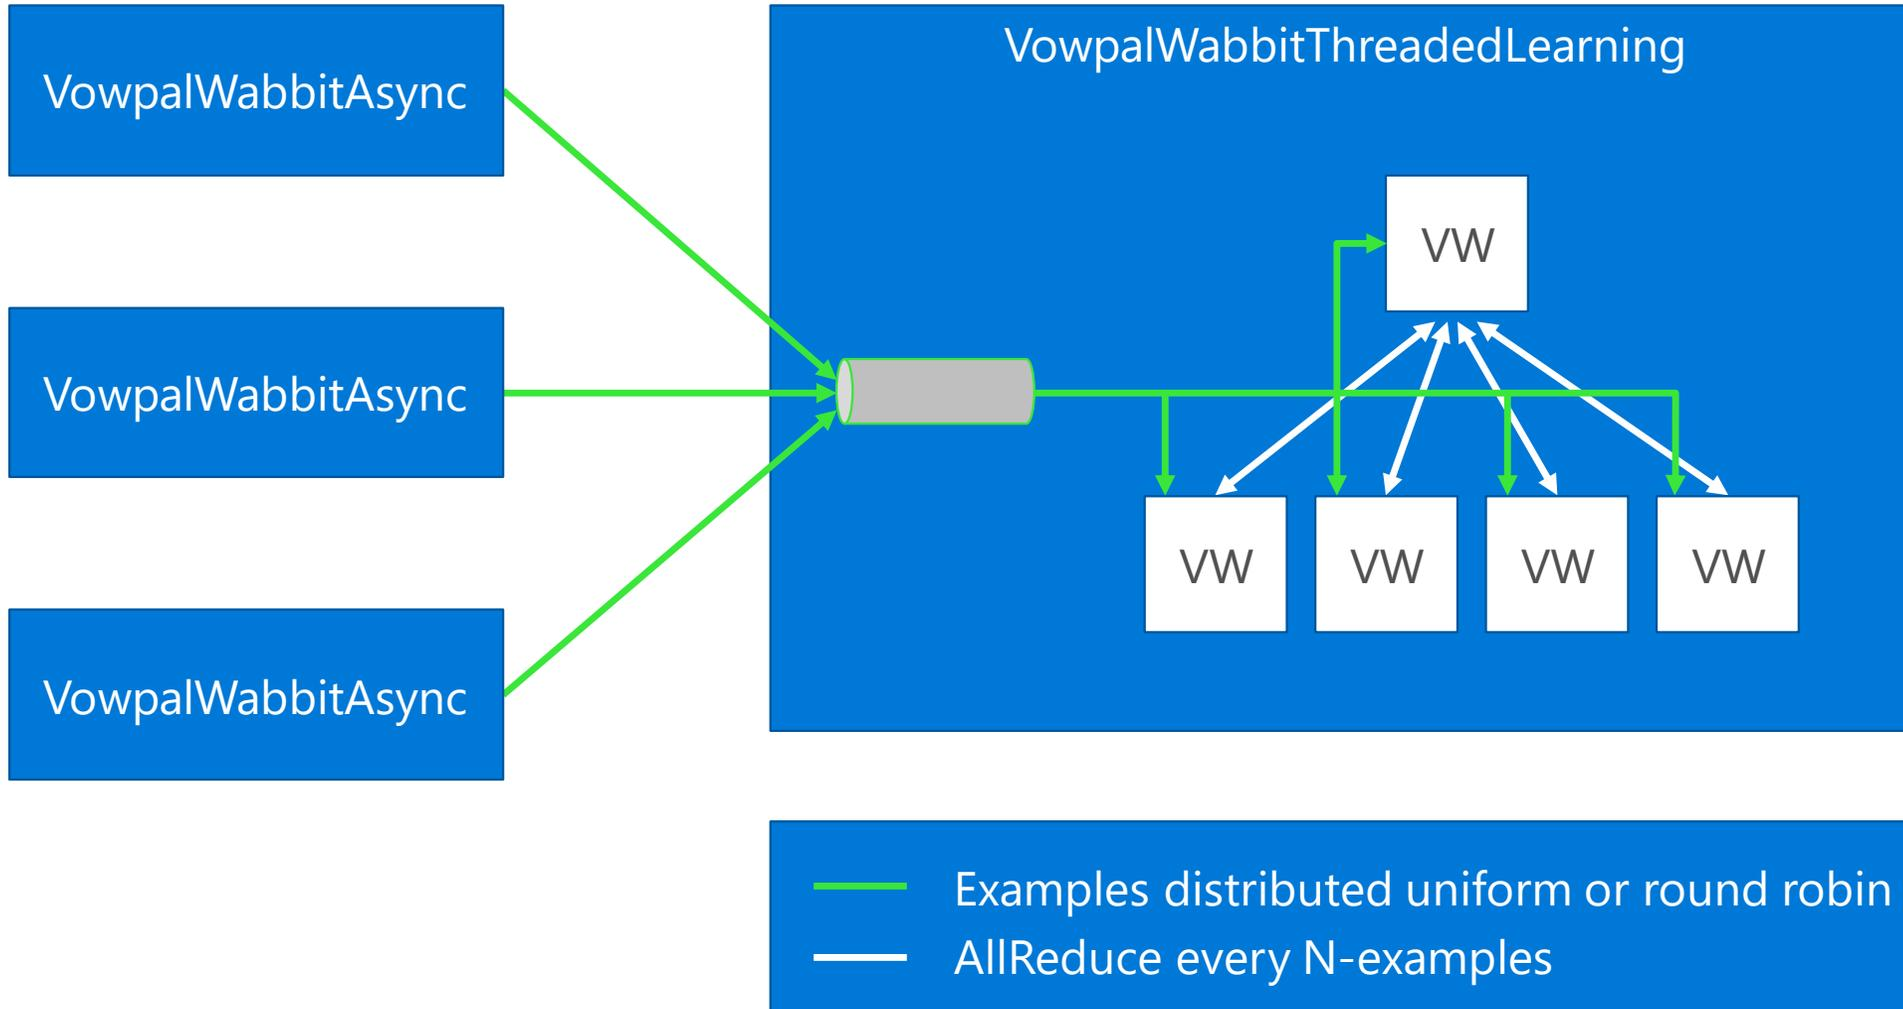 VowpalWabbitAsync
VowpalWabbitThreadedLearning
VW
VowpalWabbitAsync
VW
VW
VW
VW
VowpalWabbitAsync
Examples distributed uniform or round robin
AllReduce every N-examples